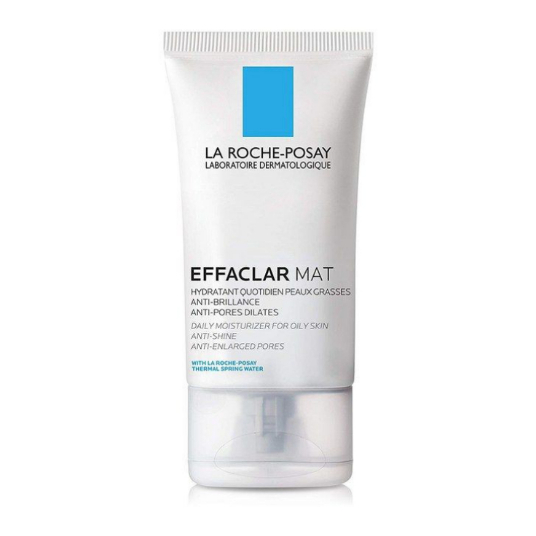 LA ROCHE-POSAY
LABORATOIRE DERMATOLOGIQUE
EFFACLAR MAT
HYDRATANT QUOTIDIEN PEAUX GRASSES
ANTI-BRILLANCE
ANTI-PORES DILATES
DAILY MOISTURIZER FOR OILY SKIN
ANTI-SHINE
ANTI-ENLARGED PORES
WITH LA ROCHE-POSAY
THERMAL SPRING WATER